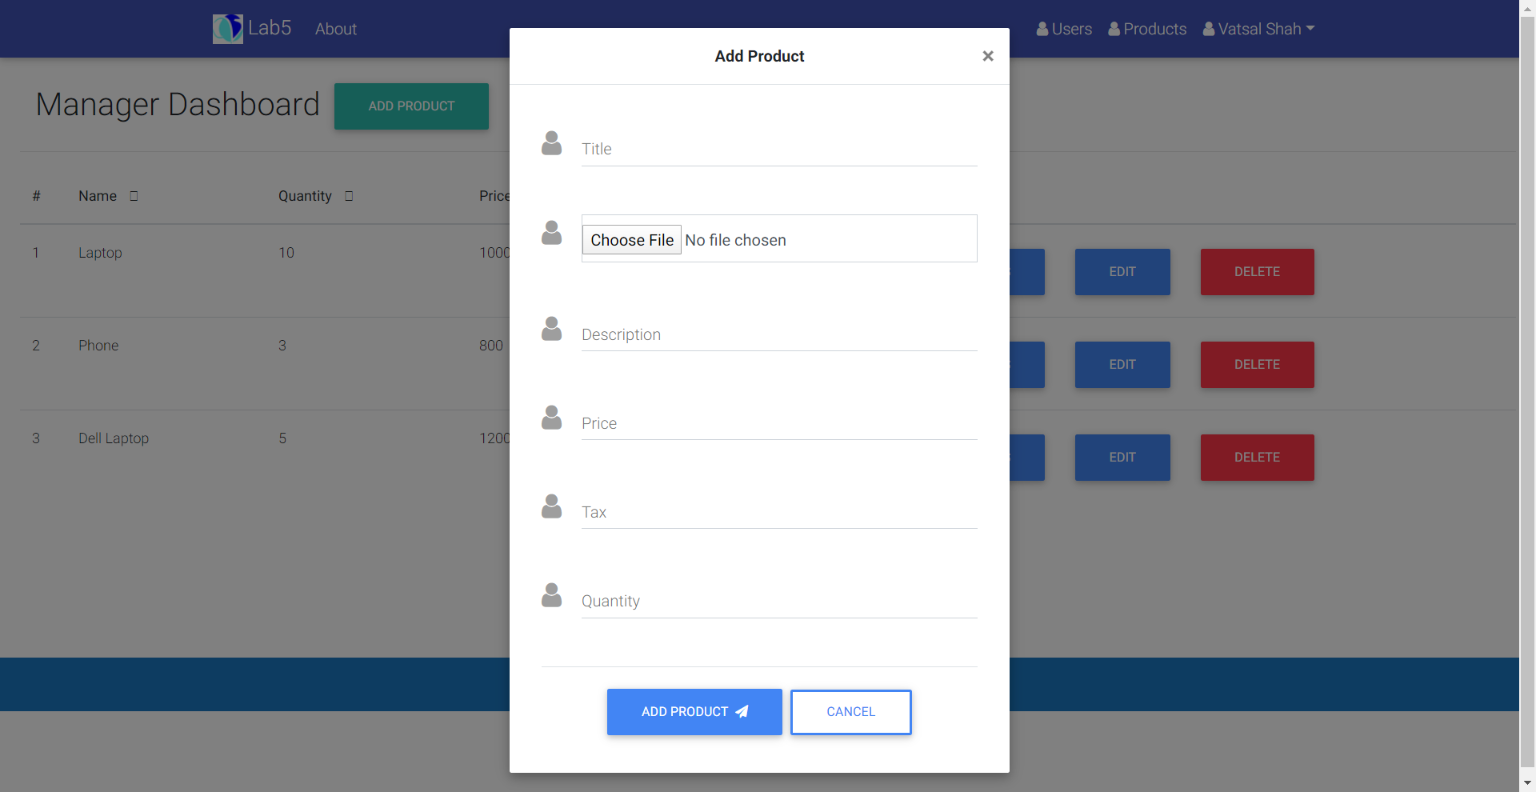 Lab5 About Users Products Vatsal Shah
Add Product ×
Manager Dashboard ADD PRODUCT
Title
# Name Quantity Price
Choose File No file chosen
1 Laptop 10 1000
EDIT DELETE
Description
2 Phone 3 800
EDIT DELETE
Price
3 Dell Laptop 5 1200
EDIT DELETE
Tax
Quantity
ADD PRODUCT CANCEL